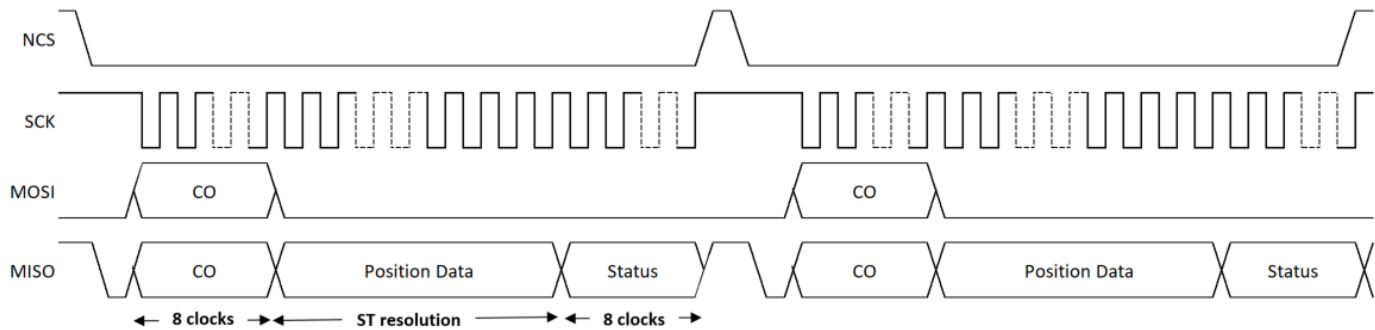 NCS
SCK
MOSI CO CO
MISO CO Position Data Status CO Position Data Status
8 clocks ST resolution 8 clocks